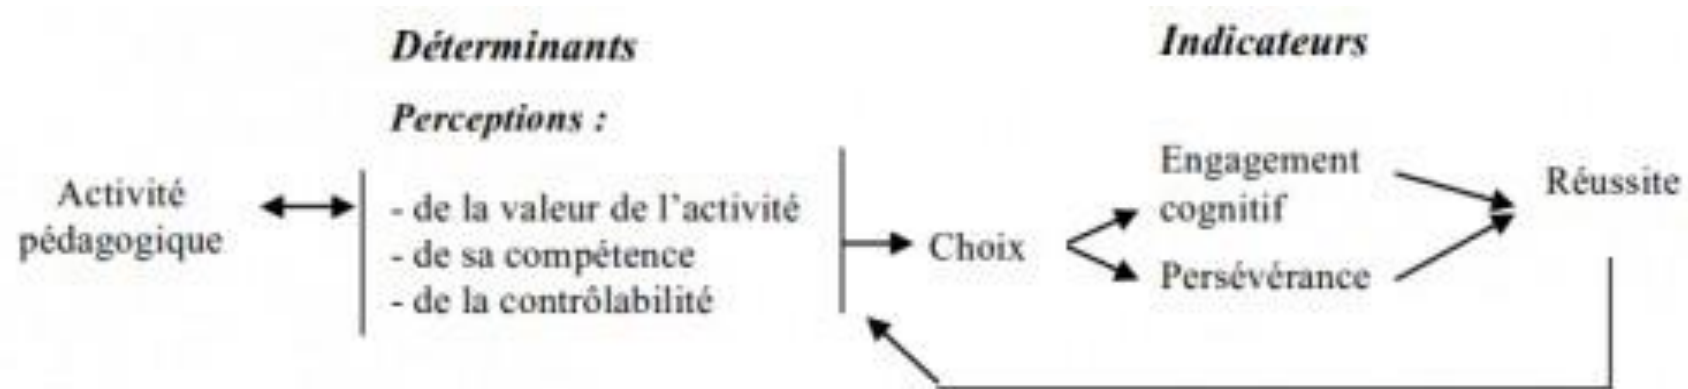 Déterminants
Indicateurs
Perceptions :
Activité
pédagogique
- de la valeur de l'activité
- de sa compétence
- de la contrôlabilité
Choix
Engagement
cognitif
Persévérance
Réussite